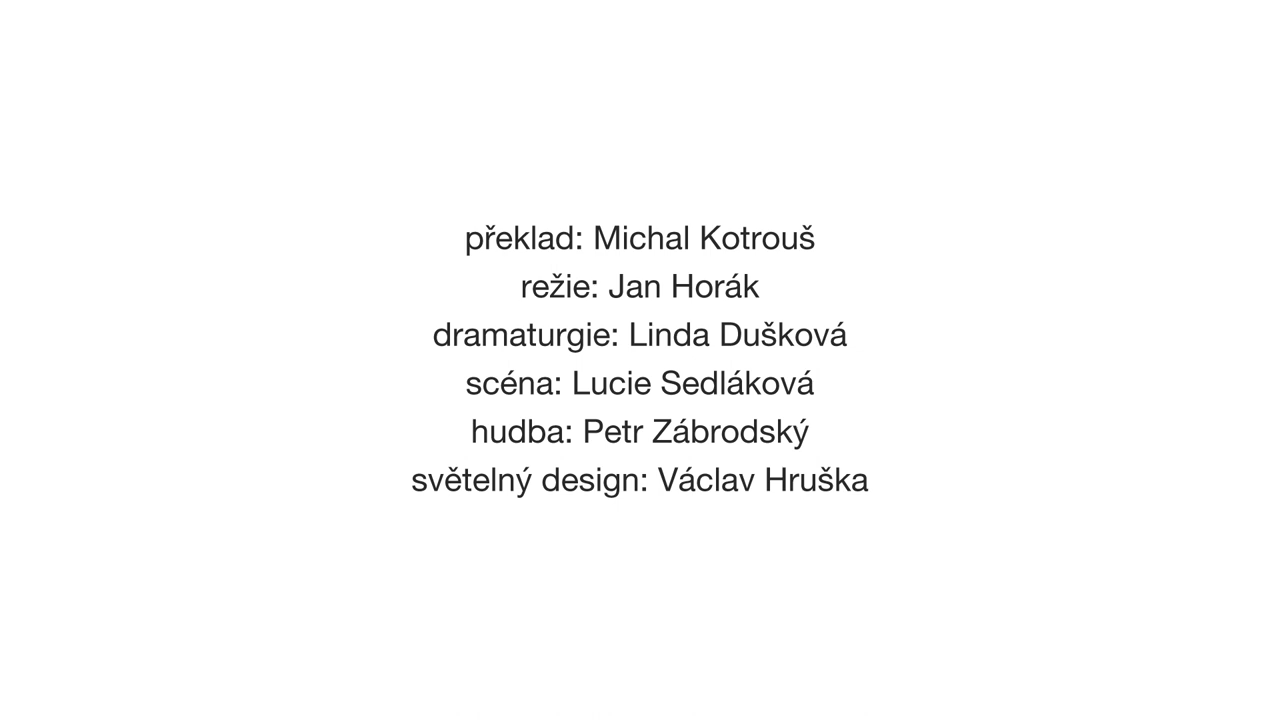 překlad: Michal Kotrouš
režie: Jan Horák
dramaturgie: Linda Dušková
scéna: Lucie Sedláková
hudba: Petr Zábrodský
světelný design: Václav Hruška